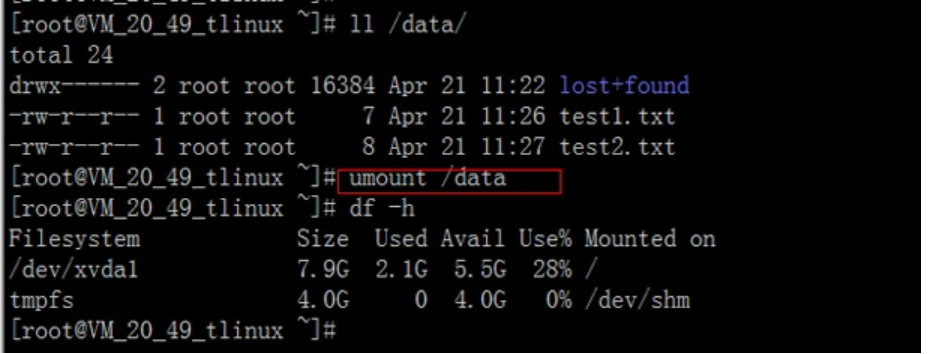 [root@VM_20_49_tlinux ~]# ll /data/
total 24
drwx------ 2 root root 16384 Apr 21 11:22 lost+found
-rw-r--r-- 1 root root 7 Apr 21 11:26 test1.txt
-rw-r--r-- 1 root root 8 Apr 21 11:27 test2.txt
[root@VM_20_49_tlinux ~]# umount /data
[root@VM_20_49_tlinux ~]# df -h
Filesystem Size Used Avail Use% Mounted on
/dev/xvda1 7.9G 2.1G 5.5G 28% /
tmpfs 4.0G 0 4.0G 0% /dev/shm
[root@VM_20_49_tlinux ~]#